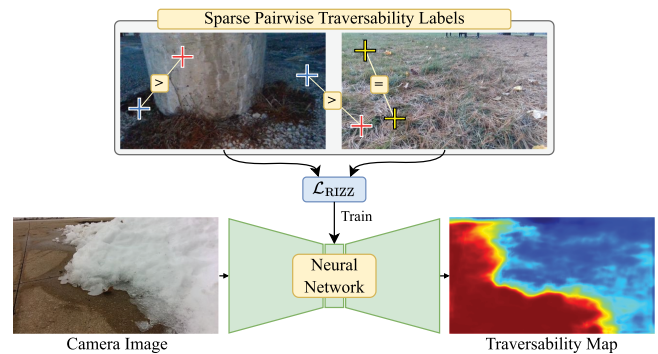 Sparse Pairwise Traversability Labels
>
>
=
ℒRIZZ
Train
Neural
Network
Camera Image
Traversability Map